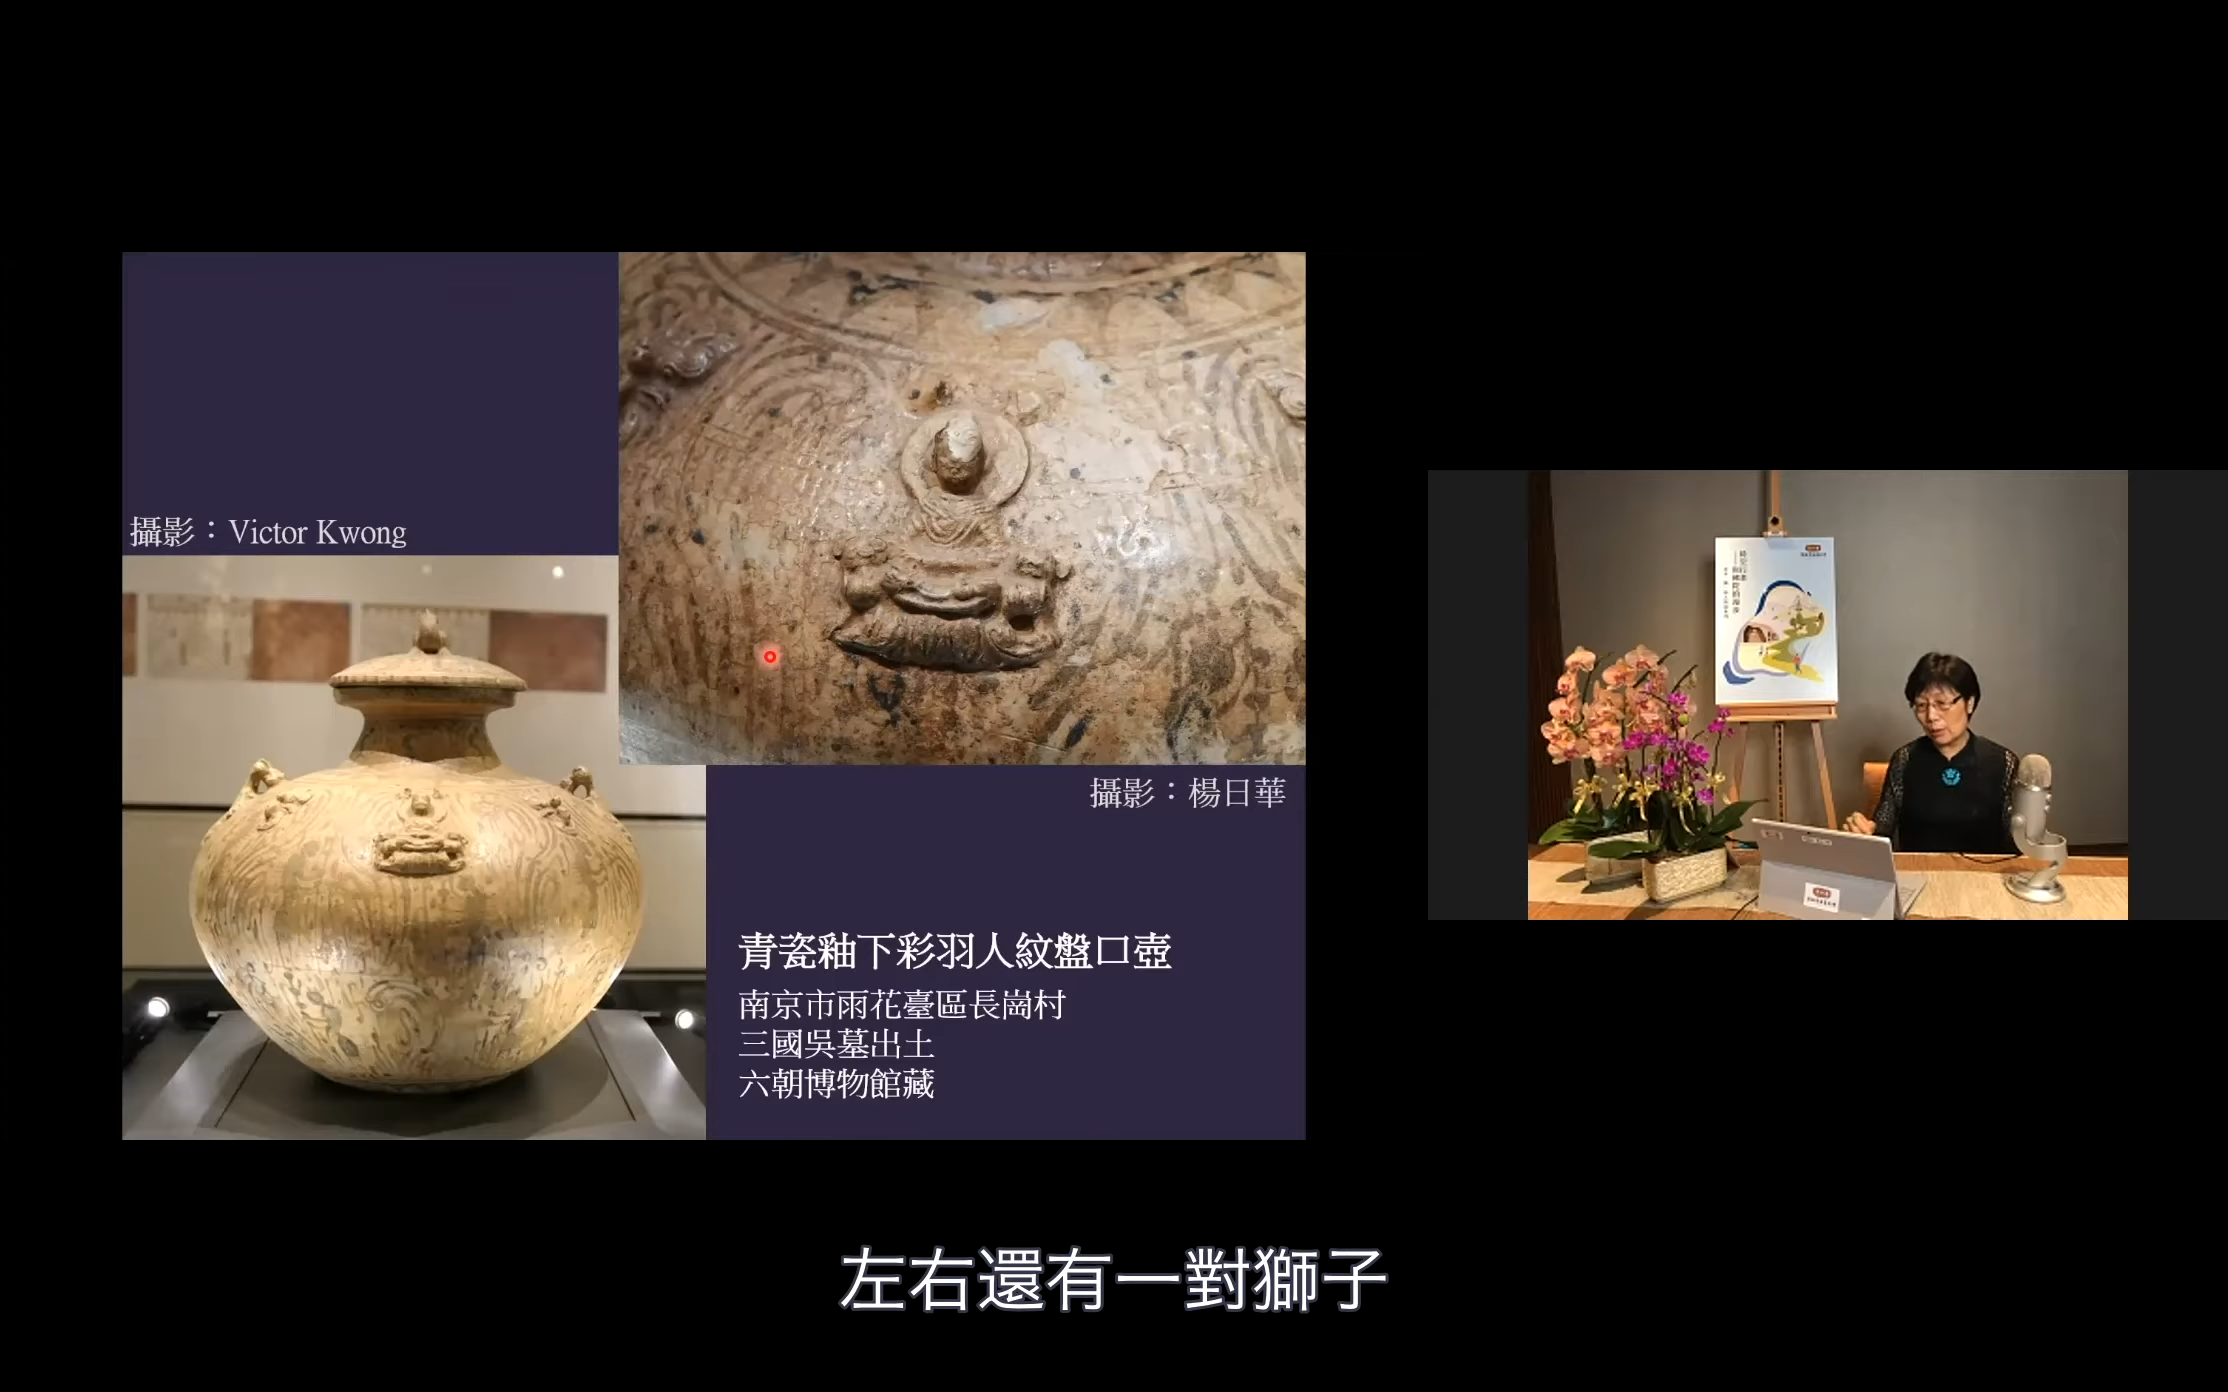 攝影：Victor Kwong
攝影：楊日華
青瓷釉下彩羽人紋盤口壺
南京市雨花臺區長崗村
三國吳墓出土
六朝博物館藏
左右還有一對獅子